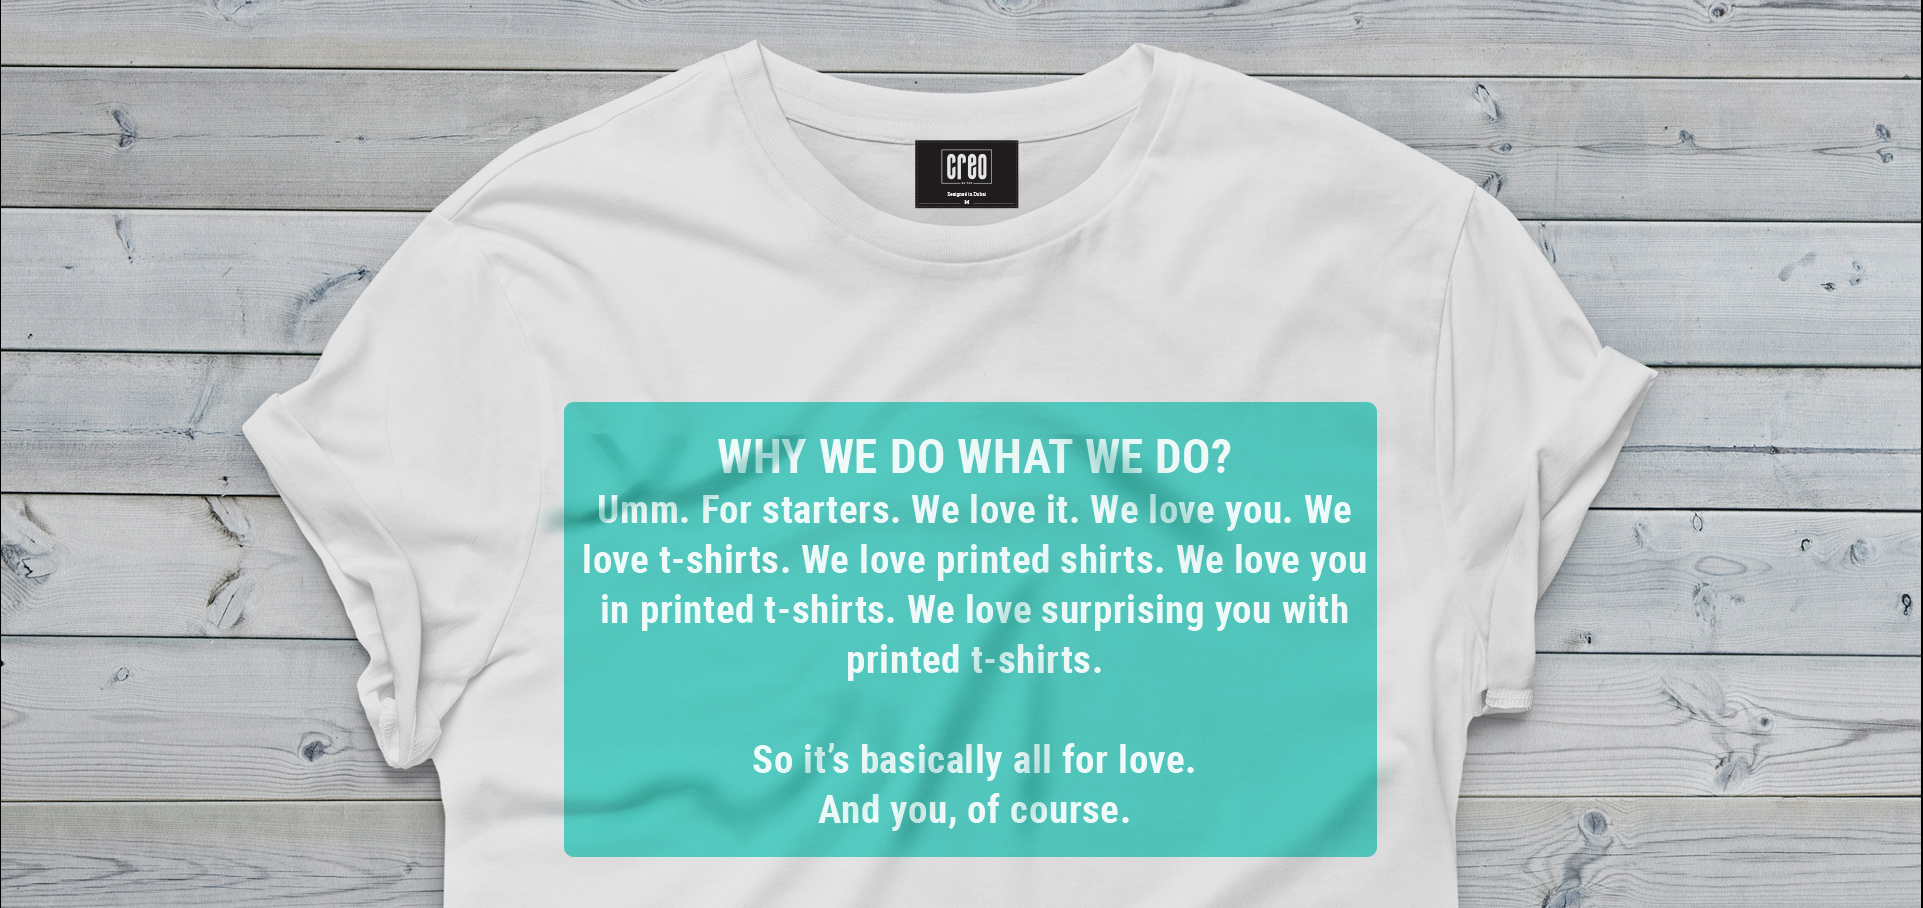 creo
Designed in Dubai
M
WHY WE DO WHAT WE DO?
Umm. For starters. We love it. We love you. We
love t-shirts. We love printed shirts. We love you
in printed t-shirts. We love surprising you with
printed t-shirts.
So it’s basically all for love.
And you, of course.